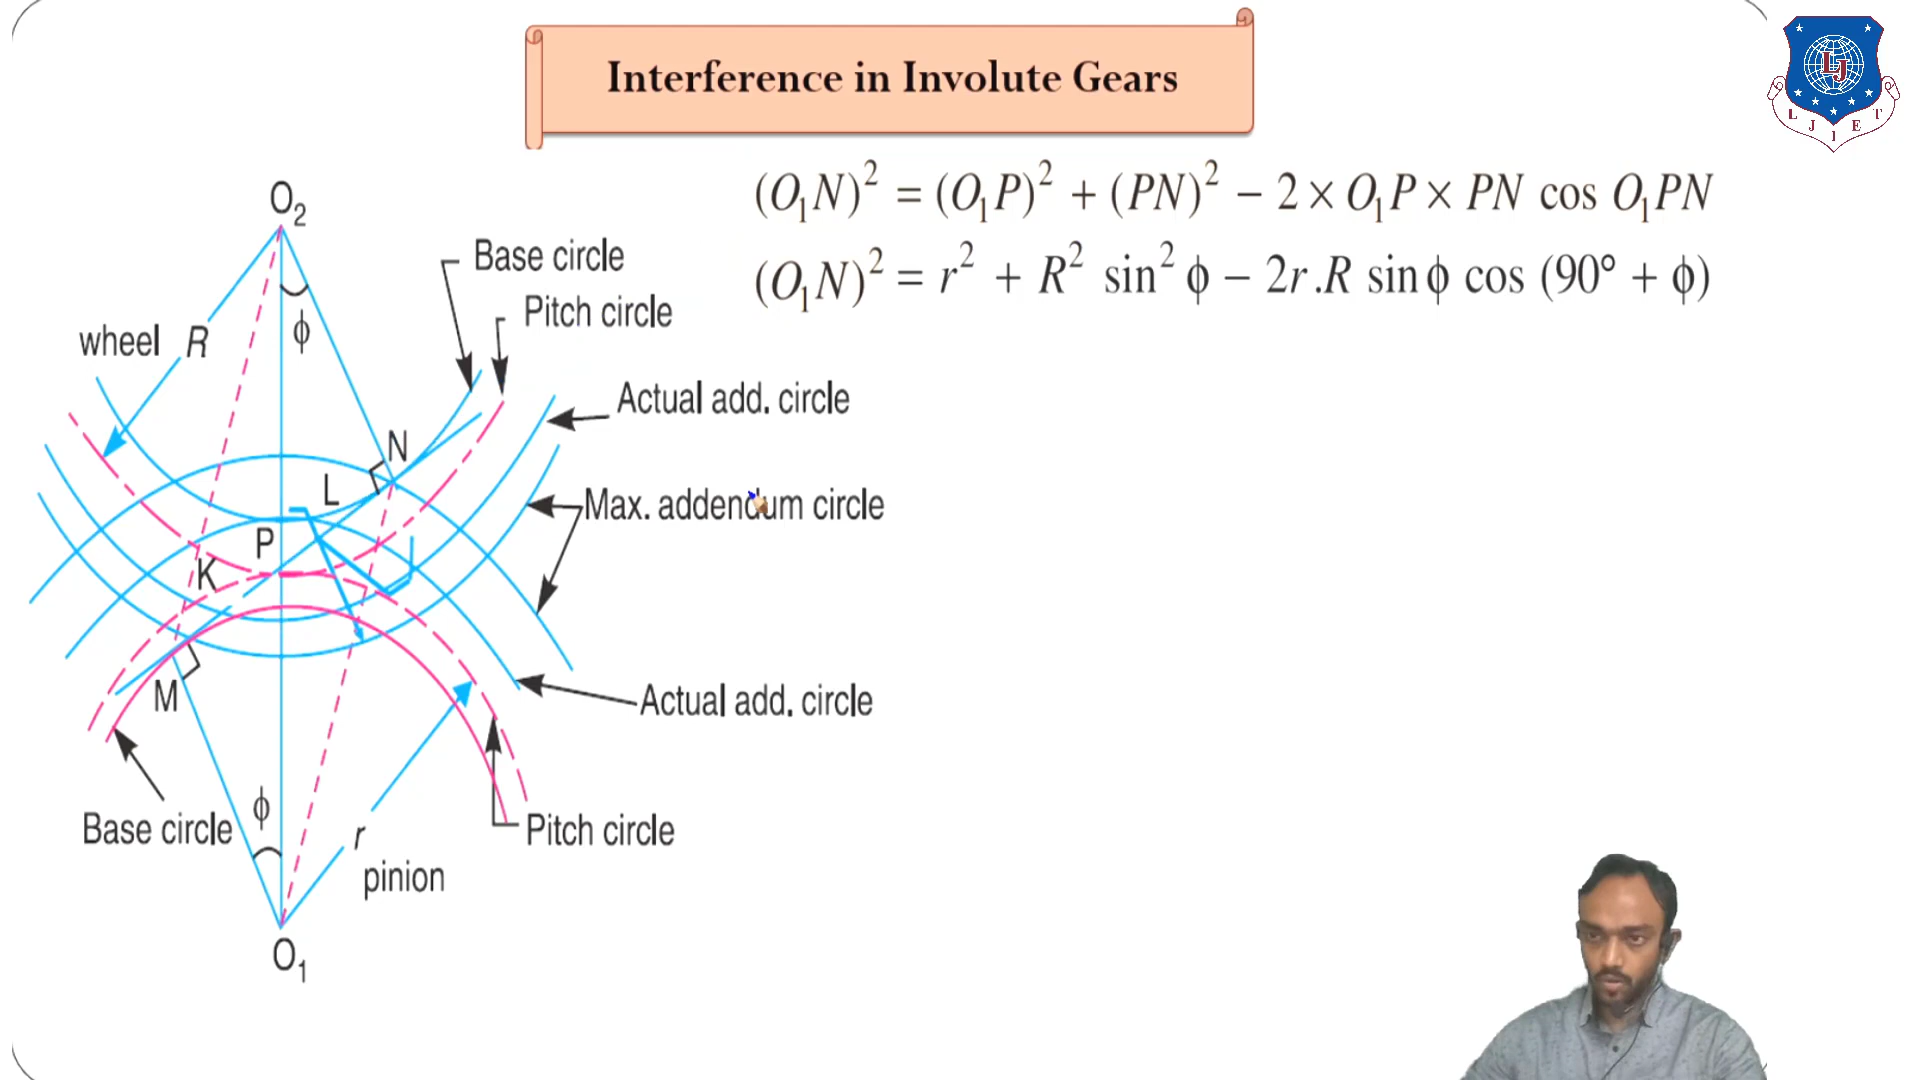 Interference in Involute Gears
LJ
L J I E T
(O₁N)² = (O₁P)² + (PN)² − 2 × O₁P × PN cos O₁PN
(O₁N)² = r² + R² sin² ϕ − 2r.R sin ϕ cos (90° + ϕ)
O₂
Base circle
Pitch circle
ϕ
wheel R
Actual add. circle
N
L
Max. addendum circle
P
K
M
Actual add. circle
ϕ
Base circle
r
Pitch circle
pinion
O₁